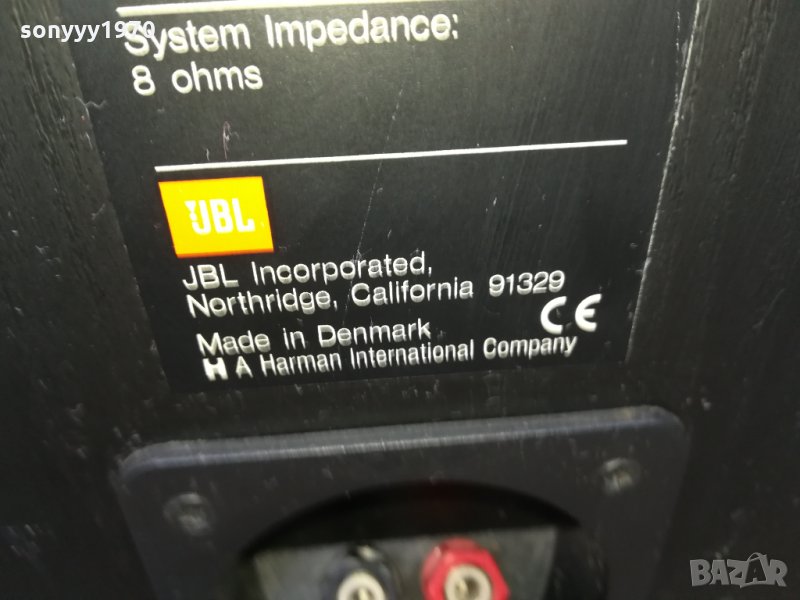 sonyyy1970
System Impedance:
8 ohms
JBL
JBL Incorporated,
Northridge, California 91329
CE
Made in Denmark
H A Harman International Company
BAZAR